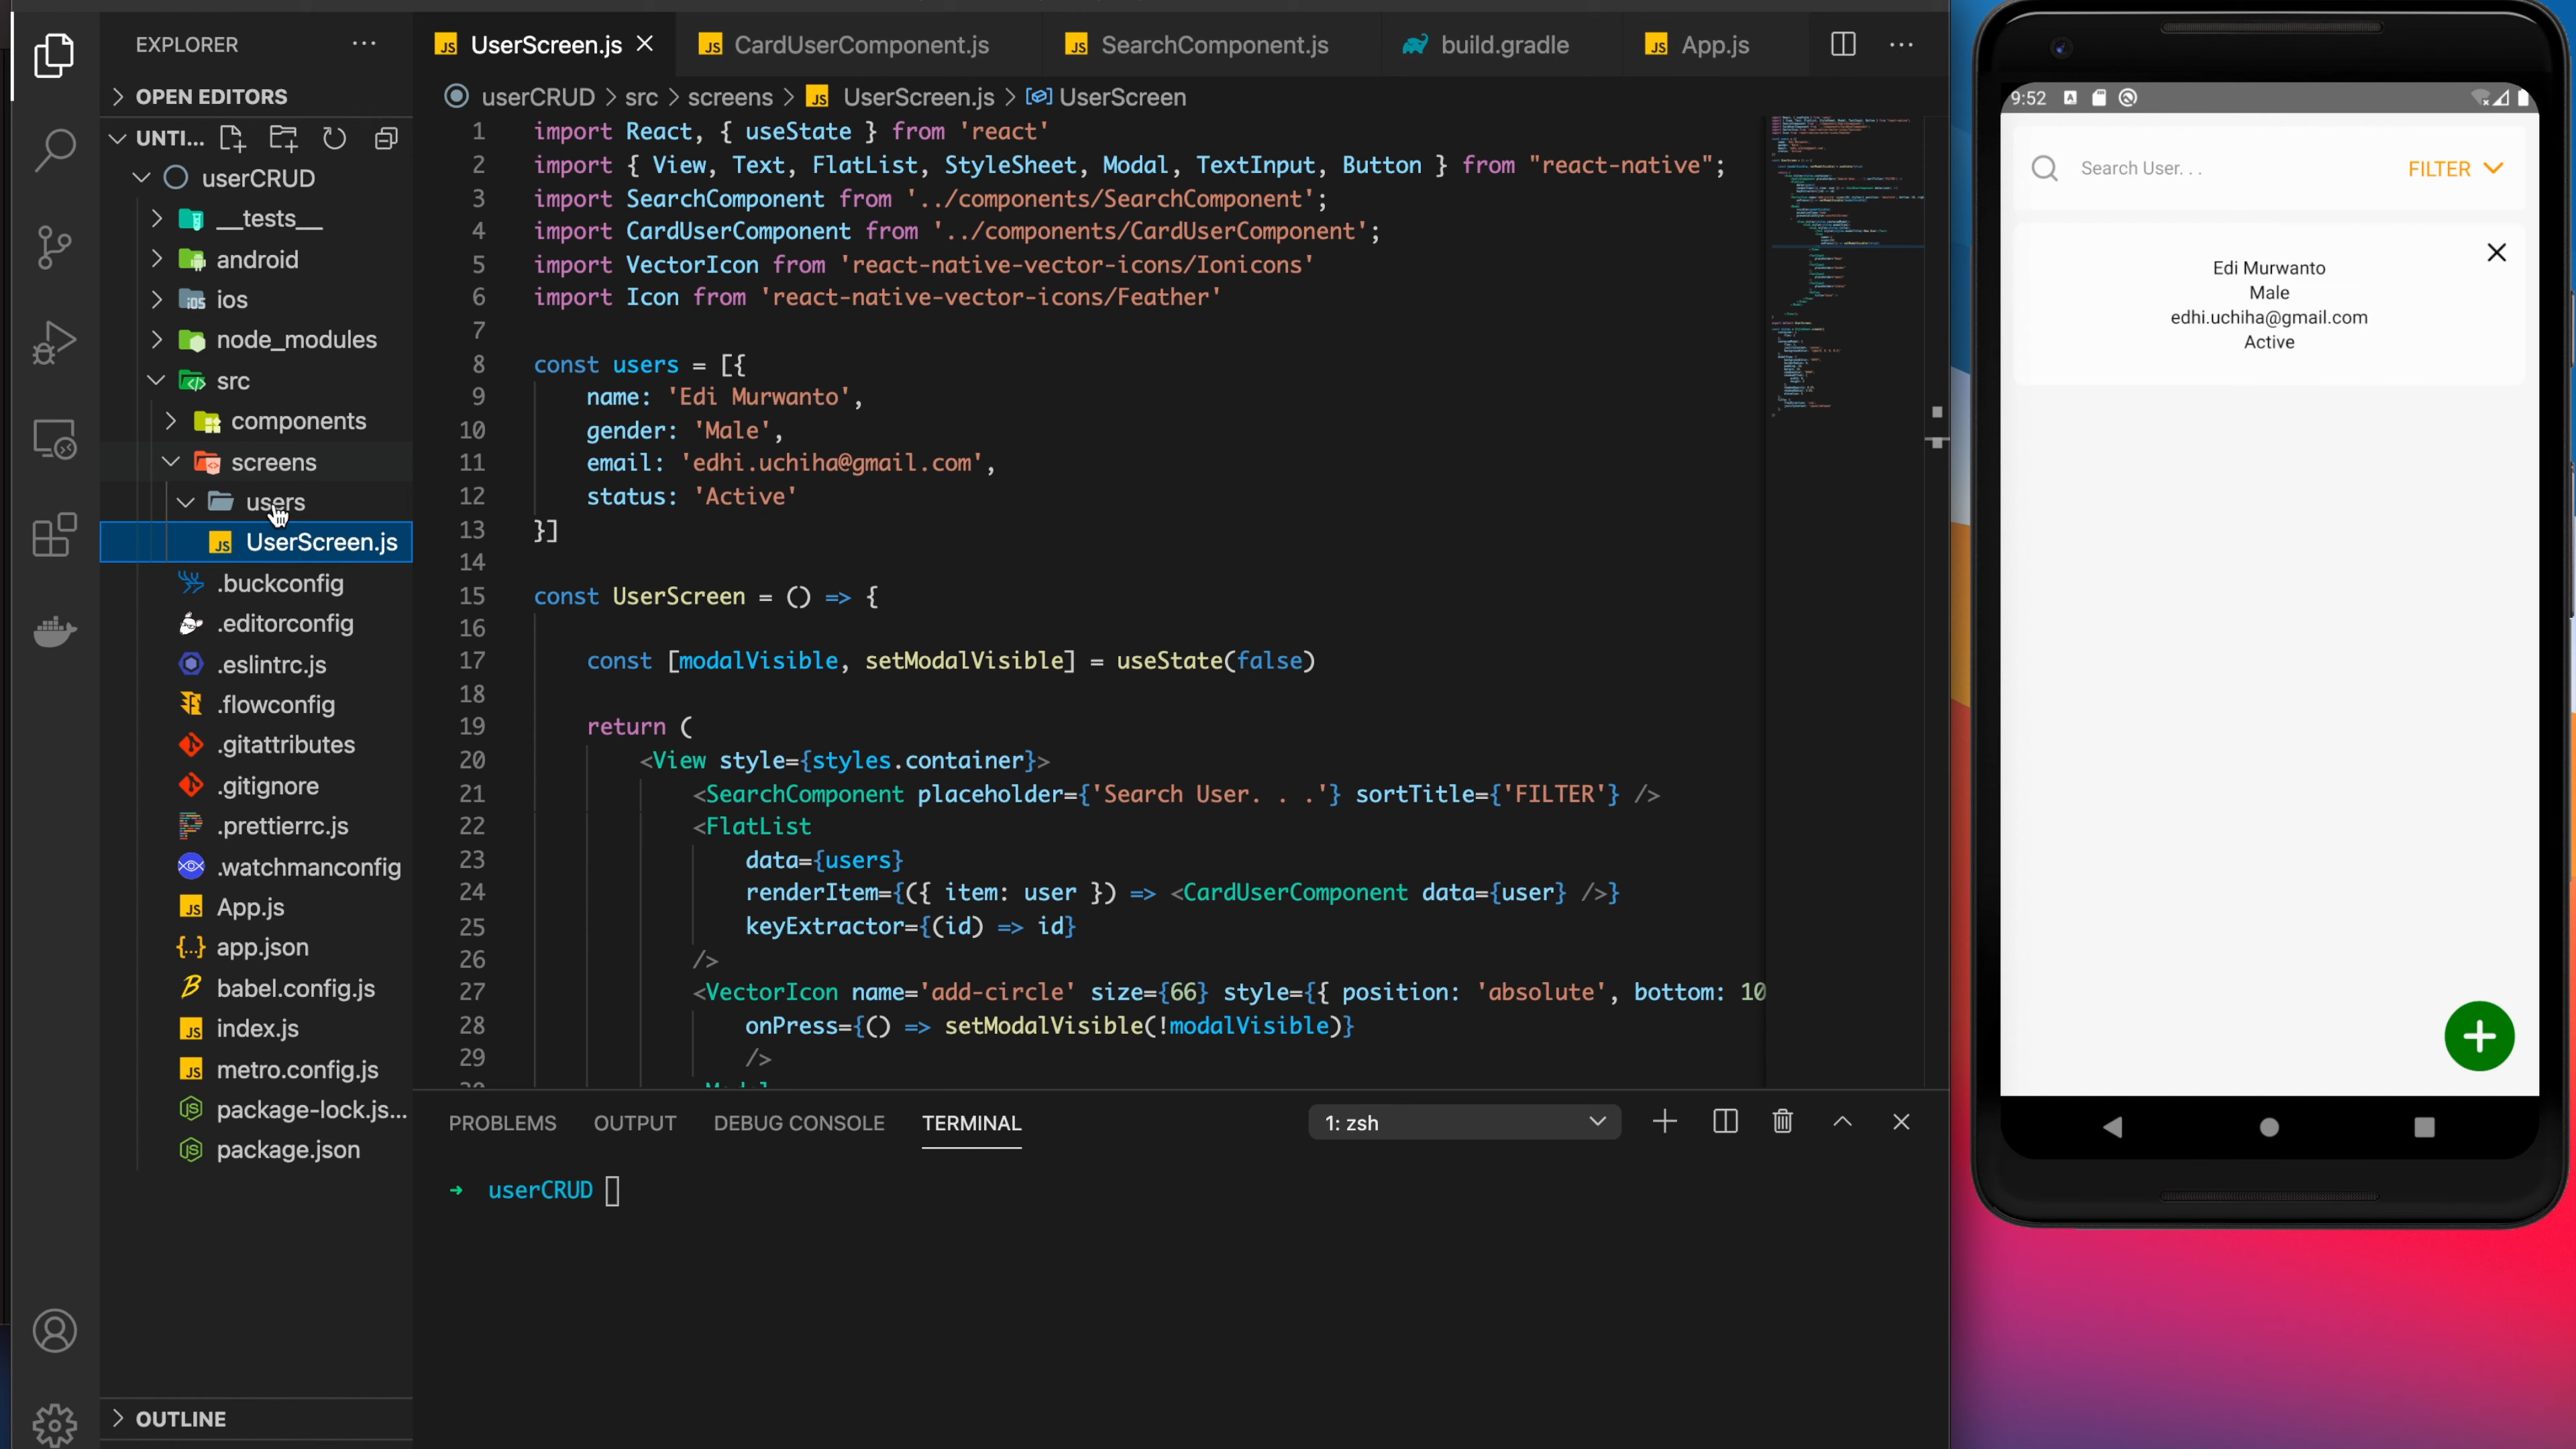 EXPLORER
OPEN EDITORS
UNTI...
userCRUD
__tests__
android
ios
node_modules
src
components
screens
users
UserScreen.js
.buckconfig
.editorconfig
.eslintrc.js
.flowconfig
.gitattributes
.gitignore
.prettierrc.js
.watchmanconfig
App.js
app.json
babel.config.js
index.js
metro.config.js
package-lock.js...
package.json
OUTLINE
UserScreen.js
CardUserComponent.js
SearchComponent.js
build.gradle
App.js
userCRUD > src > screens > UserScreen.js > UserScreen
1 import React, { useState } from 'react'
2 import { View, Text, FlatList, StyleSheet, Modal, TextInput, Button } from "react-native";
3 import SearchComponent from '../components/SearchComponent';
4 import CardUserComponent from '../components/CardUserComponent';
5 import VectorIcon from 'react-native-vector-icons/Ionicons'
6 import Icon from 'react-native-vector-icons/Feather'
7
8 const users = [{
9 name: 'Edi Murwanto',
10 gender: 'Male',
11 email: 'edhi.uchiha@gmail.com',
12 status: 'Active'
13 }]
14
15 const UserScreen = () => {
16
17 const [modalVisible, setModalVisible] = useState(false)
18
19 return (
20 <View style={styles.container}>
21 <SearchComponent placeholder={'Search User. . .'} sortTitle={'FILTER'} />
22 <FlatList
23 data={users}
24 renderItem={({ item: user }) => <CardUserComponent data={user} />}
25 keyExtractor={(id) => id}
26 />
27 <VectorIcon name='add-circle' size={66} style={{ position: 'absolute', bottom: 10
28 onPress={() => setModalVisible(!modalVisible)}
29 />
PROBLEMS
OUTPUT
DEBUG CONSOLE
TERMINAL
1: zsh
→ userCRUD
9:52
Search User. . .
FILTER
Edi Murwanto
Male
edhi.uchiha@gmail.com
Active